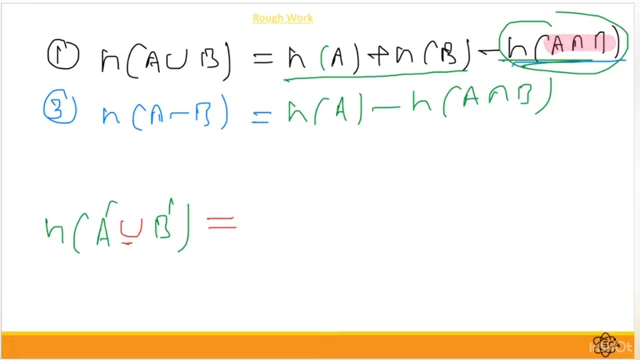 Rough Work
① n(A∪B) = n(A)+n(B)-n(A∩B)
③ n(A-B) = n(A)-n(A∩B)
n(A'∪B') =